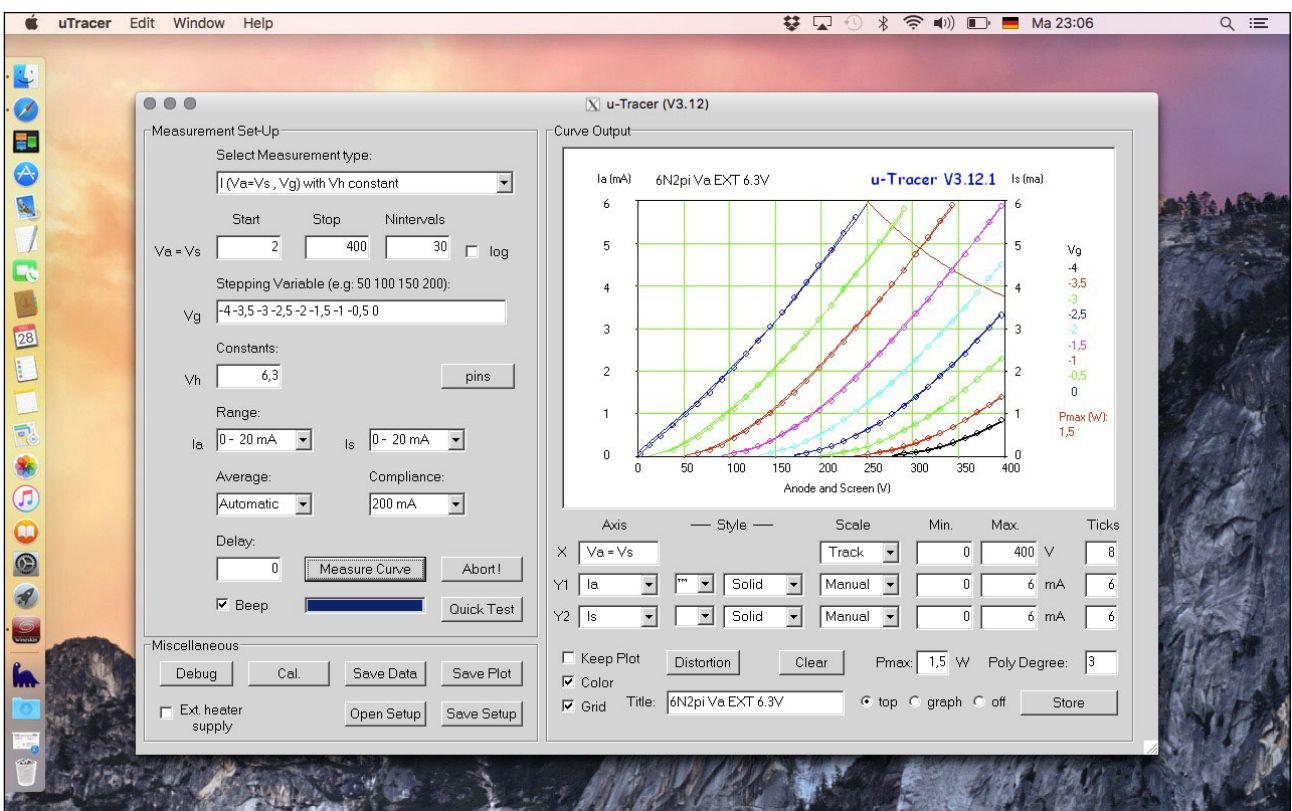 uTracer Edit Window Help Ma 23:06
28
u-Tracer (V3.12)
Measurement Set-Up
Select Measurement type:
I (Va=Vs , Vg) with Vh constant
Start Stop Nintervals
Va = Vs 2 400 30 log
Stepping Variable (e.g: 50 100 150 200):
Vg -4 -3,5 -3 -2,5 -2 -1,5 -1 -0,5 0
Constants:
Vh 6,3 pins
Range:
Ia 0 - 20 mA Is 0 - 20 mA
Average: Compliance:
Automatic 200 mA
Delay:
0 Measure Curve Abort !
Beep Quick Test
Miscellaneous
Debug Cal. Save Data Save Plot
Ext. heater
supply
Open Setup Save Setup
Curve Output
Ia (mA) 6N2pi Va EXT 6.3V u-Tracer V3.12.1 Is (ma)
6 6
5 5
4 4
3 3
2 2
1 1
0 0
0 50 100 150 200 250 300 350 400
Anode and Screen (V)
Vg
-4
-3,5
-3
-2,5
-2
-1,5
-1
-0,5
0
Pmax (W):
1,5
Axis Style Scale Min. Max. Ticks
X Va = Vs Track 0 400 V 8
Y1 Ia ™ Solid Manual 0 6 mA 6
Y2 Is Solid Manual 0 6 mA 6
Keep Plot Distortion Clear Pmax: 1,5 W Poly Degree: 3
Color
Grid Title: 6N2pi Va EXT 6.3V top graph off Store